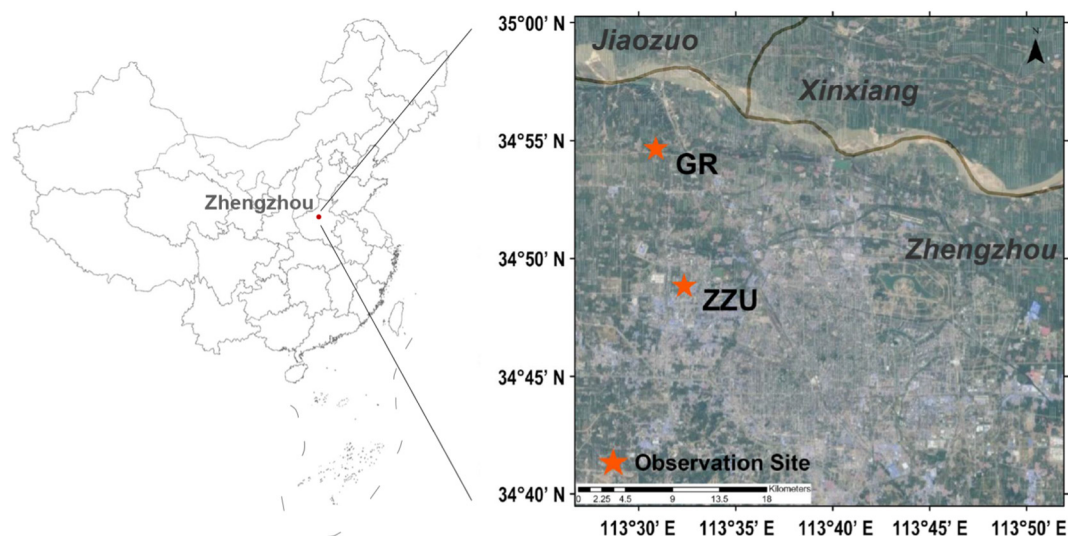 Zhengzhou
35°00’ N
34°55’ N
34°50’ N
34°45’ N
34°40’ N
Jiaozuo
N
Xinxiang
GR
Zhengzhou
ZZU
Observation Site
Kilometers
0 2.25 4.5 9 13.5 18
113°30’ E 113°35’ E 113°40’ E 113°45’ E 113°50’ E